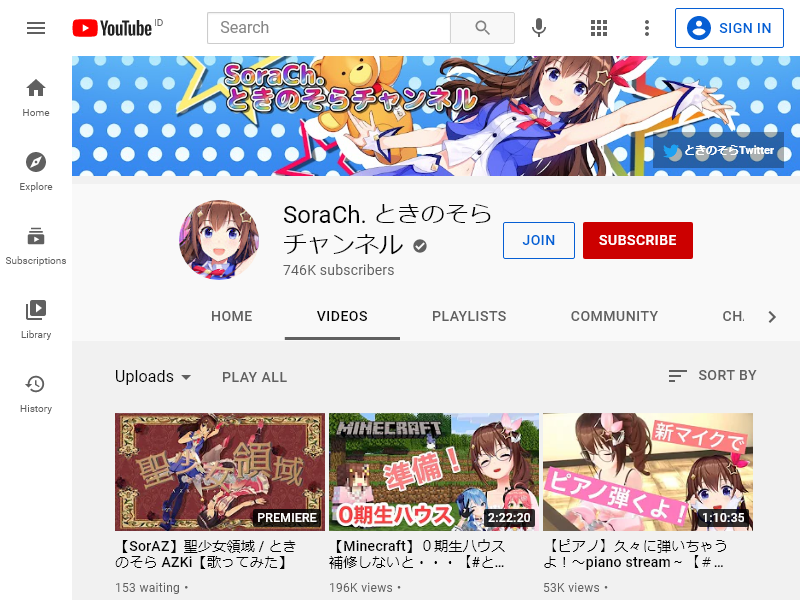 YouTube ID
Search
SIGN IN
Home
Explore
Subscriptions
Library
History
SoraCh.
ときのそらチャンネル
ときのそらTwitter
SoraCh. ときのそら
チャンネル
746K subscribers
JOIN
SUBSCRIBE
HOME
VIDEOS
PLAYLISTS
COMMUNITY
CH
Uploads
PLAY ALL
SORT BY
聖少女領域
PREMIERE
MINECRAFT
準備！
0期生ハウス
2:22:20
新マイクで
ピアノ弾くよ！
1:10:35
【SorAZ】聖少女領域 / とき
のそら AZKi【歌ってみた】
153 waiting •
【Minecraft】０期生ハウス
補修しないと・・・【#と...
196K views •
【ピアノ】久々に弾いちゃう
よ！～piano stream ~【＃...
53K views •